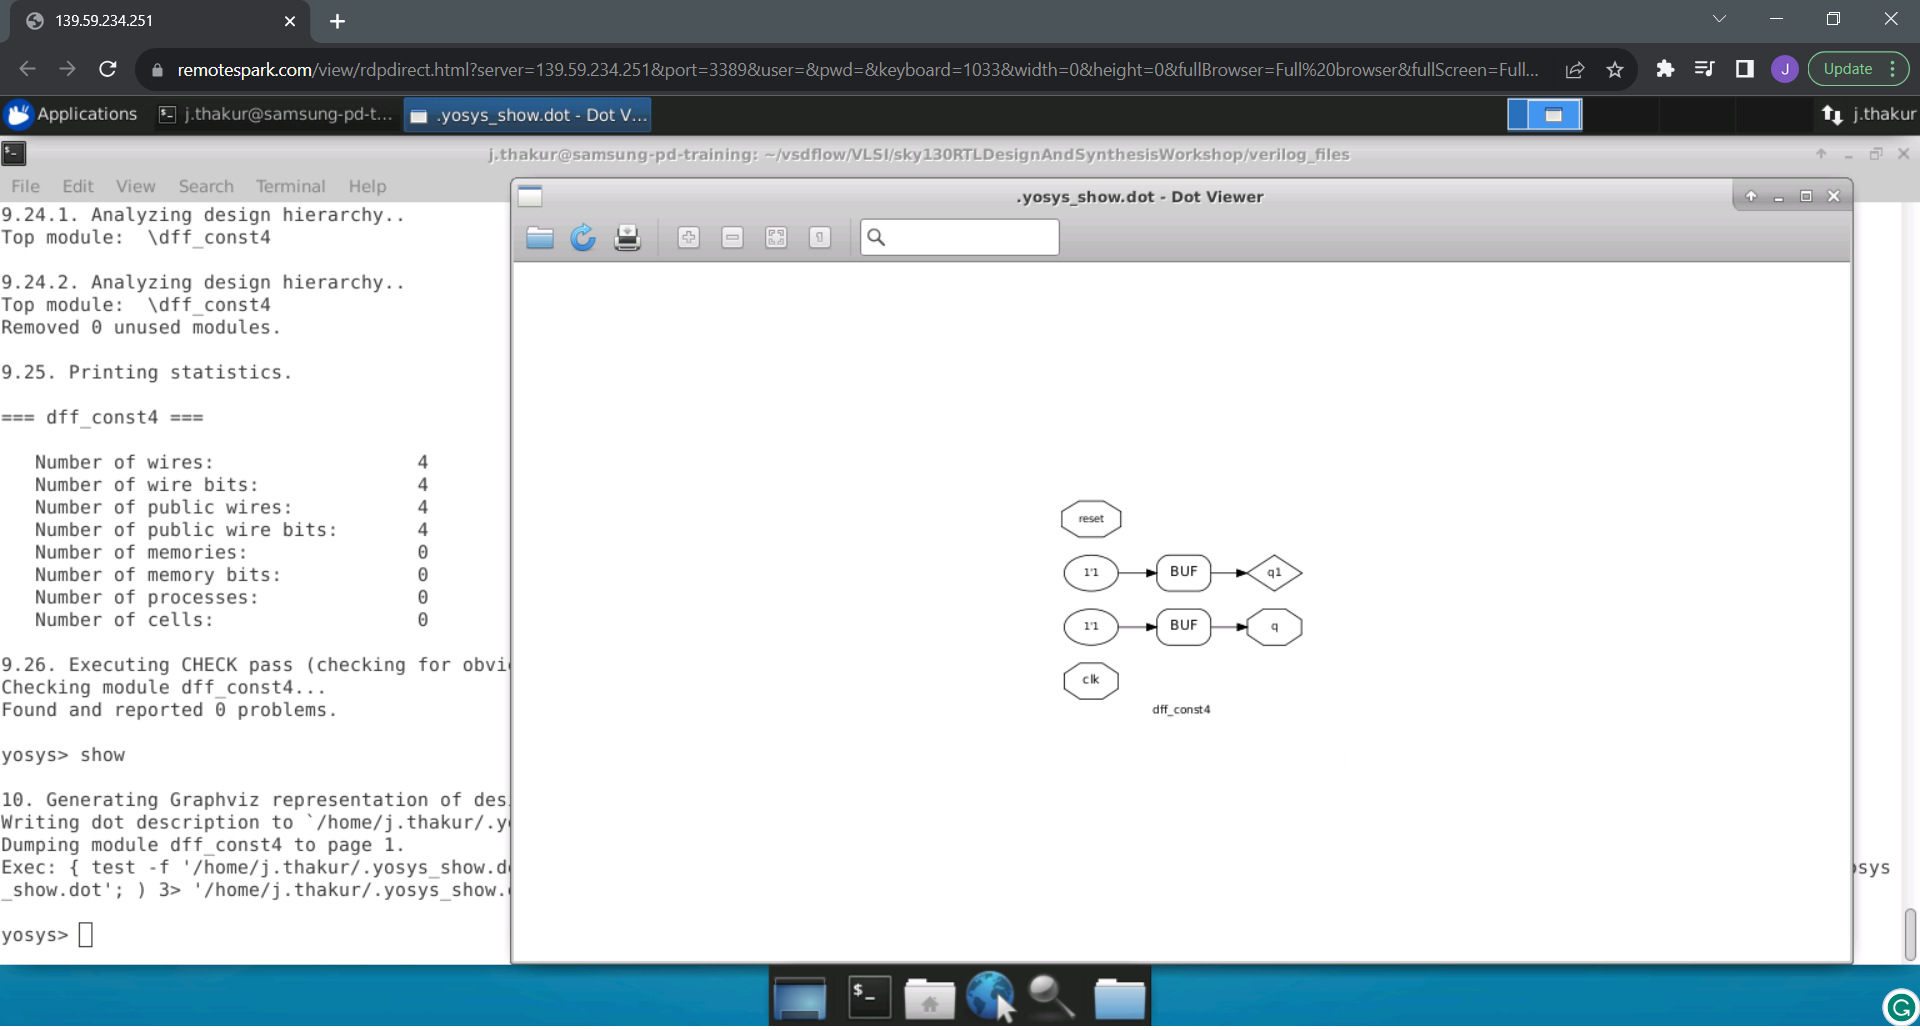 139.59.234.251
remotespark.com/view/rdpdirect.html?server=139.59.234.251&port=3389&user=&pwd=&keyboard=1033&width=0&height=0&fullBrowser=Full%20browser&fullScreen=Full...
J
Update
Applications
j.thakur@samsung-pd-t...
.yosys_show.dot - Dot V...
j.thakur
j.thakur@samsung-pd-training: ~/vsdflow/VLSI/sky130RTLDesignAndSynthesisWorkshop/verilog_files
File Edit View Search Terminal Help
9.24.1. Analyzing design hierarchy..
Top module:  \dff_const4
9.24.2. Analyzing design hierarchy..
Top module:  \dff_const4
Removed 0 unused modules.
9.25. Printing statistics.
=== dff_const4 ===
Number of wires: 4
Number of wire bits: 4
Number of public wires: 4
Number of public wire bits: 4
Number of memories: 0
Number of memory bits: 0
Number of processes: 0
Number of cells: 0
9.26. Executing CHECK pass (checking for obvi
Checking module dff_const4...
Found and reported 0 problems.
yosys> show
10. Generating Graphviz representation of des
Writing dot description to `/home/j.thakur/.y
Dumping module dff_const4 to page 1.
Exec: { test -f '/home/j.thakur/.yosys_show.d
sys
_show.dot'; ) 3> '/home/j.thakur/.yosys_show.
yosys>
.yosys_show.dot - Dot Viewer
reset
1'1 BUF q1
1'1 BUF q
clk
dff_const4
$_